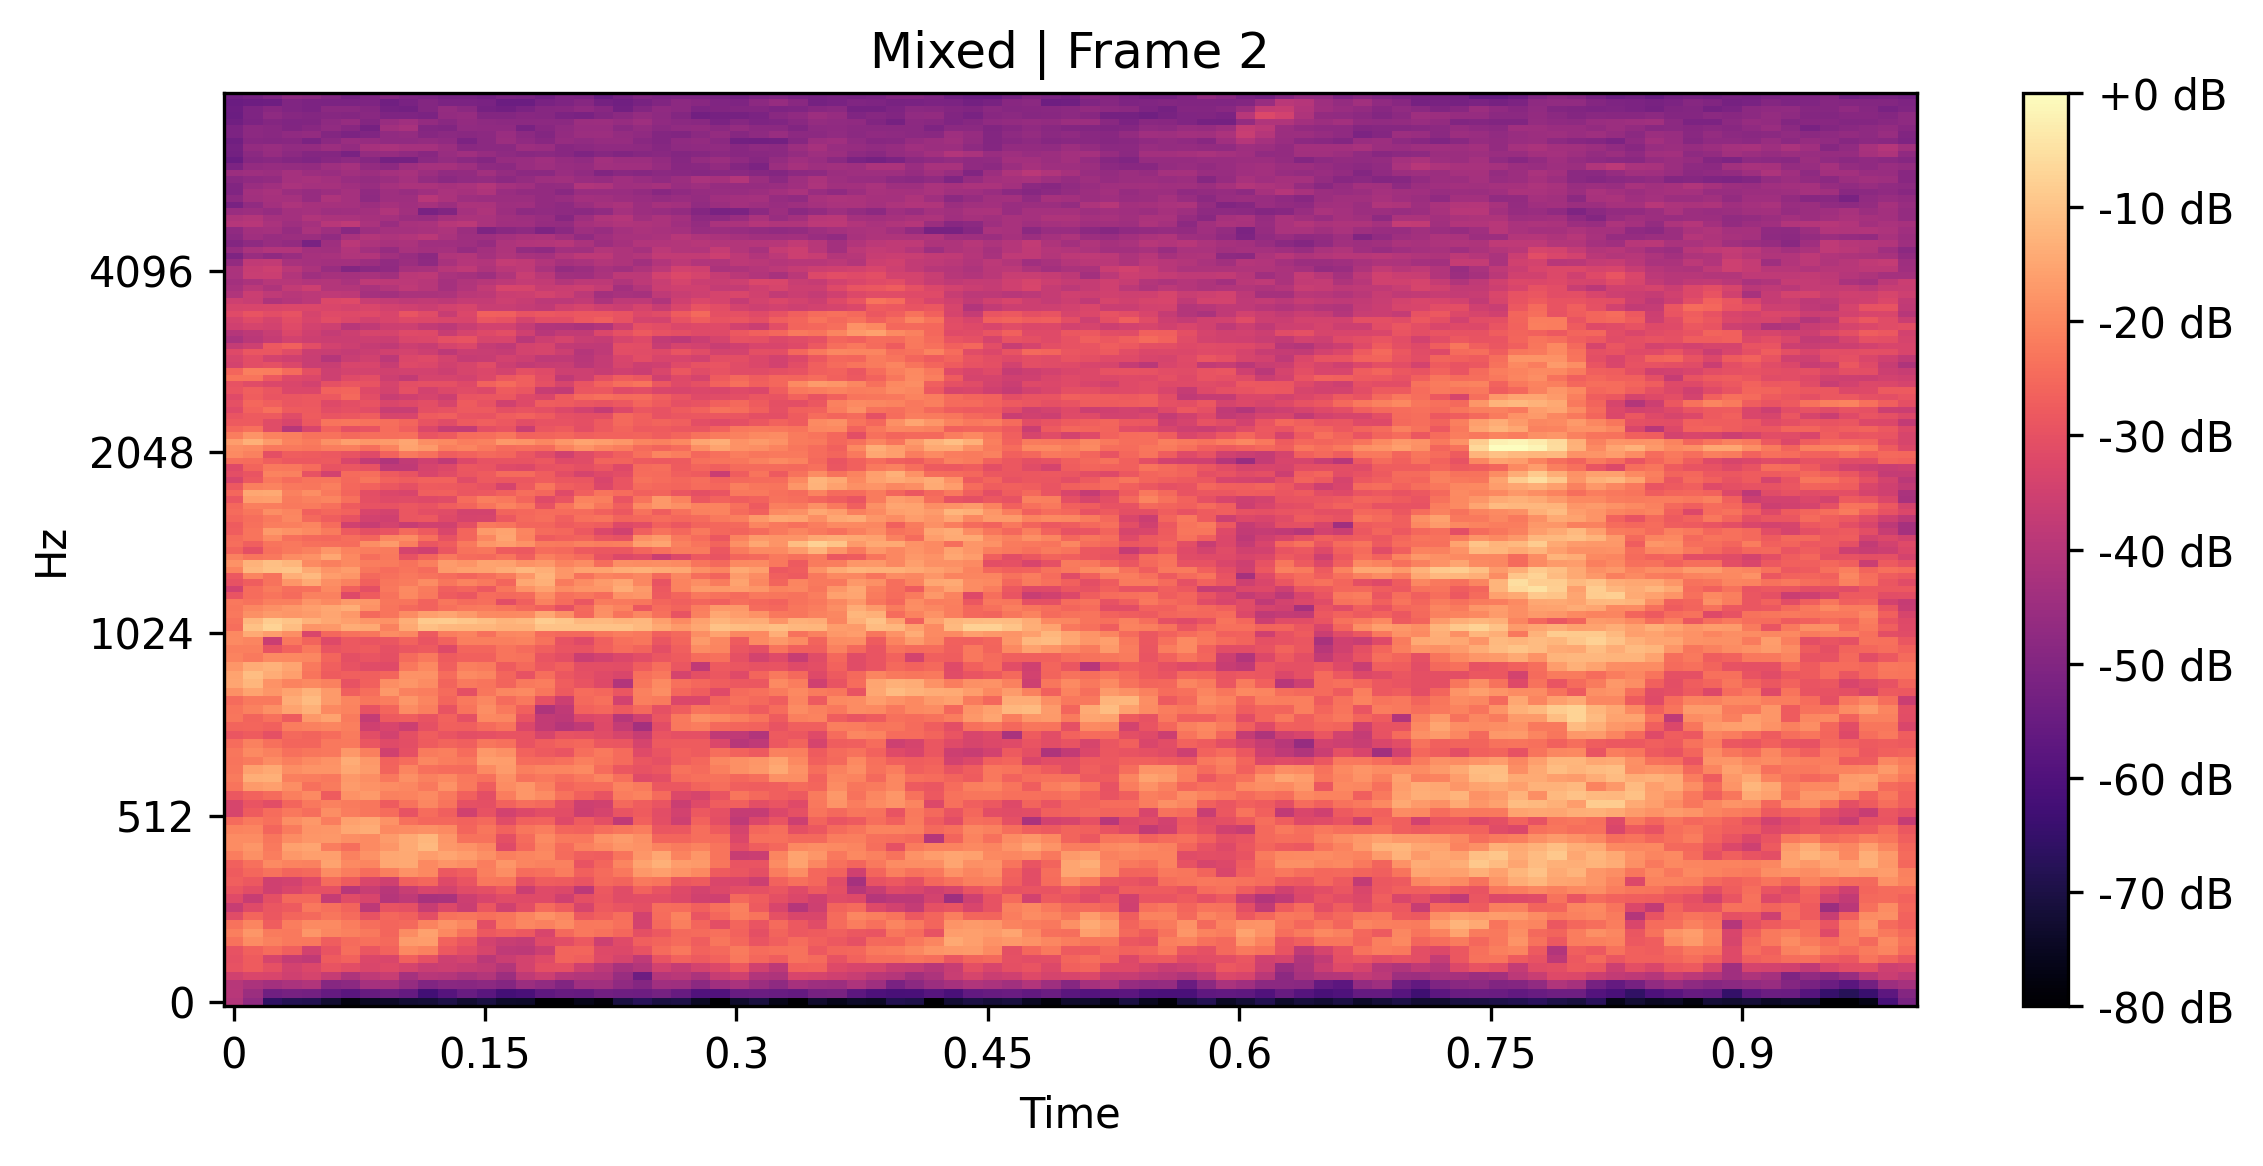 Mixed | Frame 2
+0 dB
-10 dB
-20 dB
-30 dB
-40 dB
-50 dB
-60 dB
-70 dB
-80 dB
Hz
4096
2048
1024
512
0
0 0.15 0.3 0.45 0.6 0.75 0.9
Time